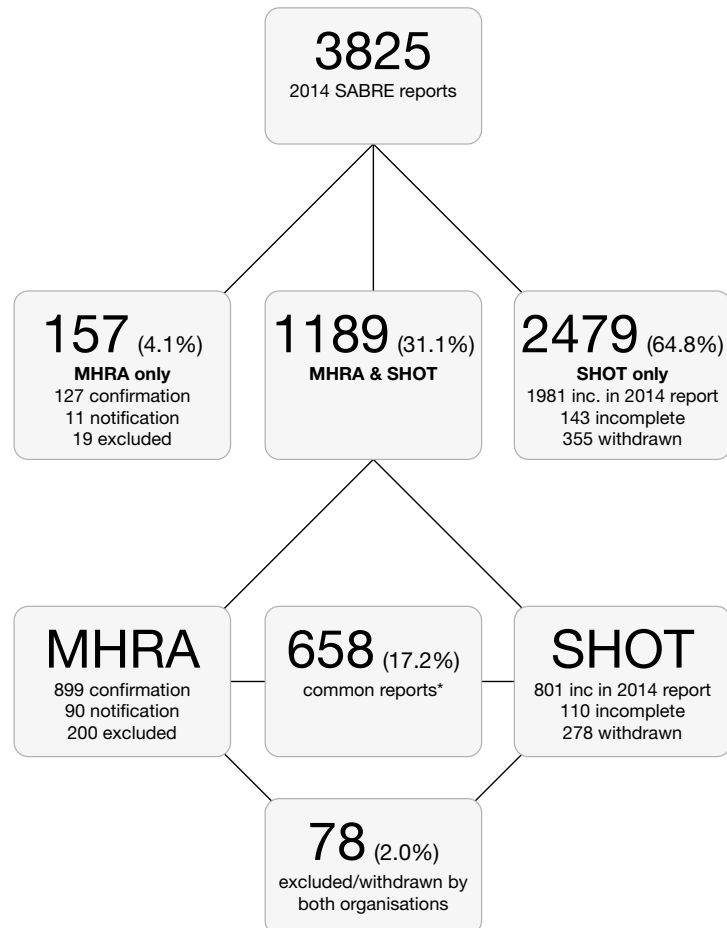 3825
2014 SABRE reports
157 (4.1%)
MHRA only
127 confirmation
11 notification
19 excluded
1189 (31.1%)
MHRA & SHOT
2479 (64.8%)
SHOT only
1981 inc. in 2014 report
143 incomplete
355 withdrawn
MHRA
899 confirmation
90 notification
200 excluded
658 (17.2%)
common reports*
SHOT
801 inc in 2014 report
110 incomplete
278 withdrawn
78 (2.0%)
excluded/withdrawn by
both organisations